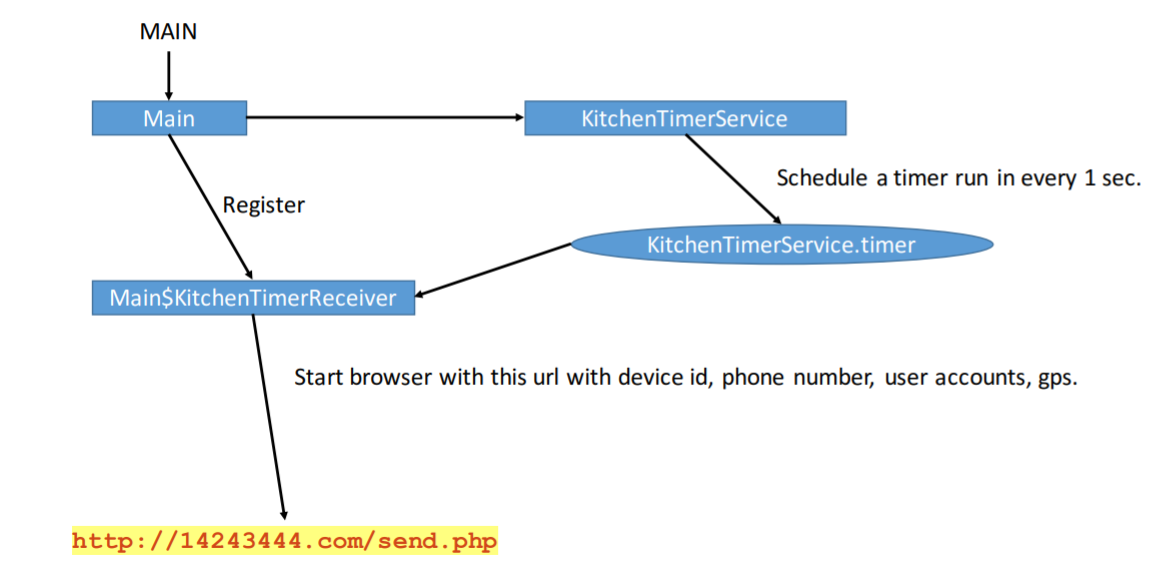 MAIN
Main
KitchenTimerService
Schedule a timer run in every 1 sec.
Register
KitchenTimerService.timer
Main$KitchenTimerReceiver
Start browser with this url with device id, phone number, user accounts, gps.
http://14243444.com/send.php